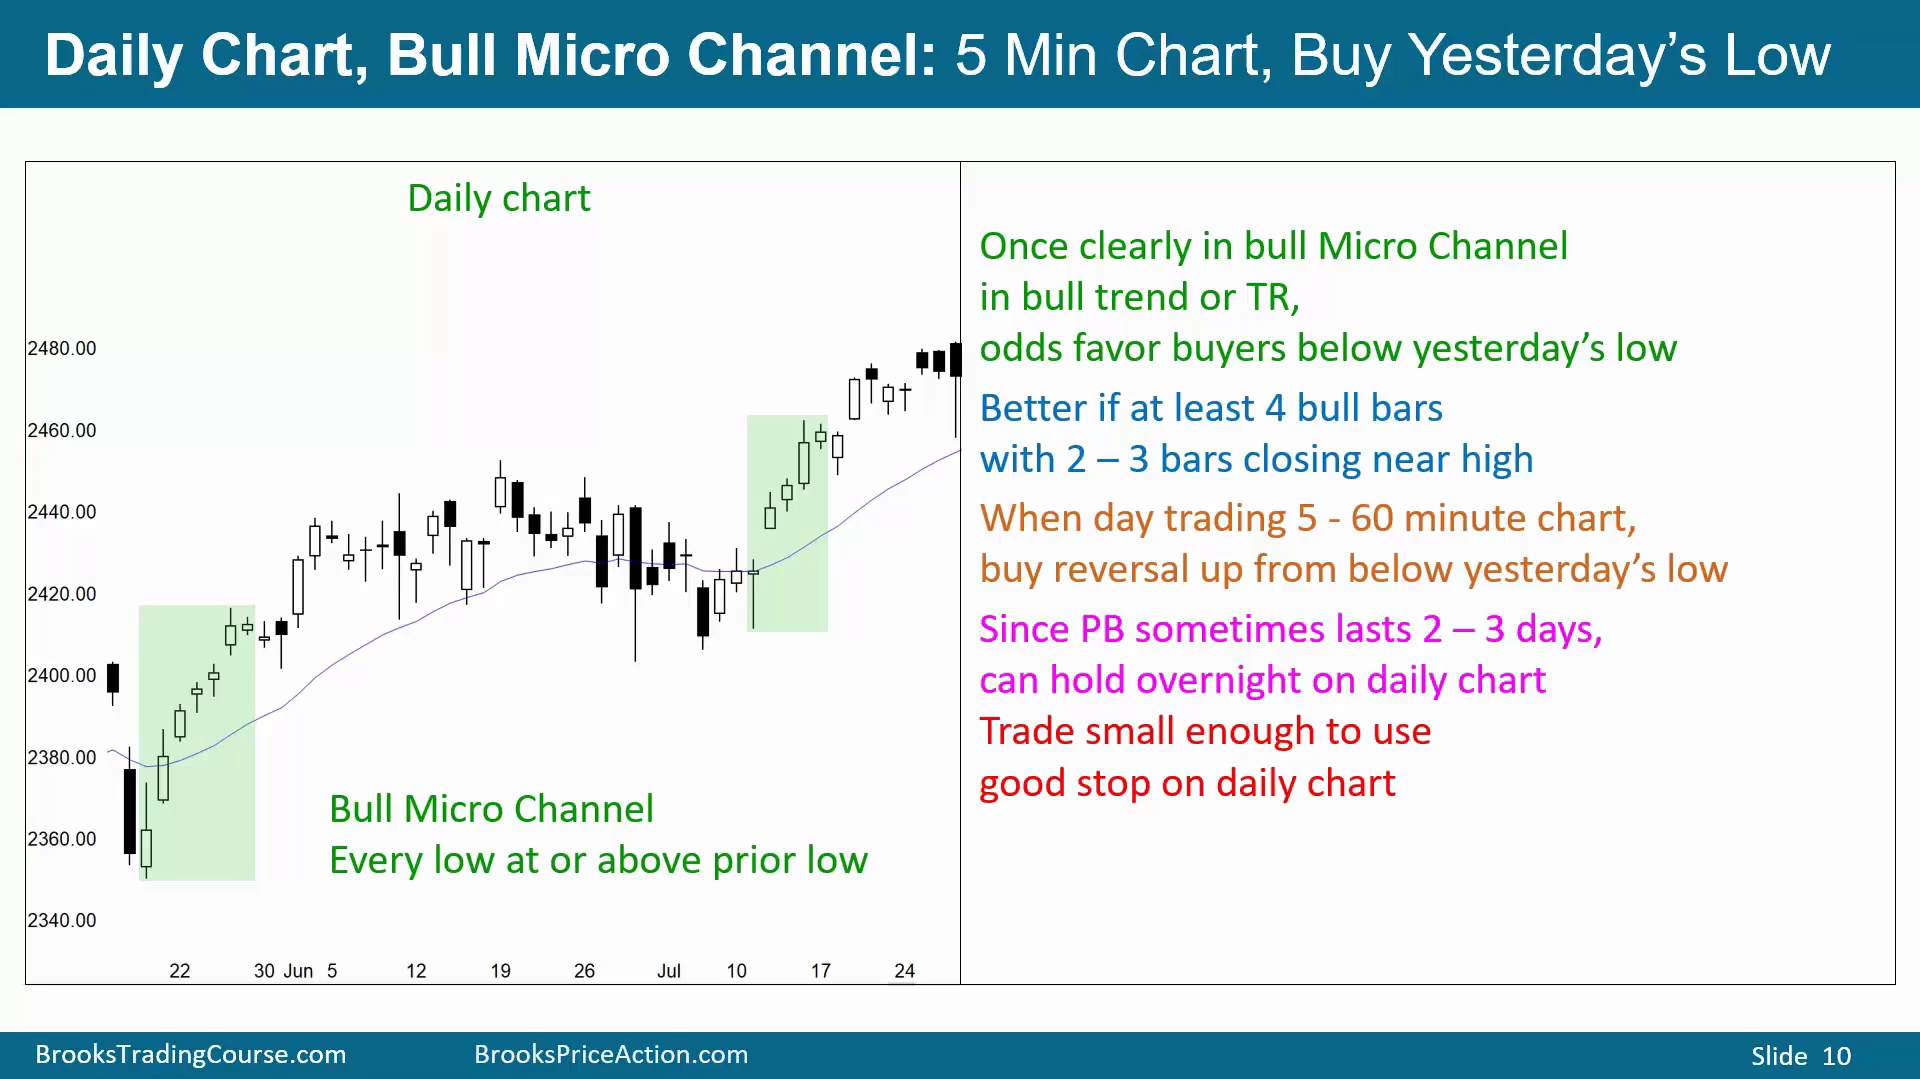 Daily Chart, Bull Micro Channel: 5 Min Chart, Buy Yesterday’s Low
Daily chart
2480.00
2460.00
2440.00
2420.00
2400.00
2380.00
2360.00
2340.00
Bull Micro Channel
Every low at or above prior low
22 30 Jun 5 12 19 26 Jul 10 17 24
Once clearly in bull Micro Channel
in bull trend or TR,
odds favor buyers below yesterday’s low
Better if at least 4 bull bars
with 2 – 3 bars closing near high
When day trading 5 - 60 minute chart,
buy reversal up from below yesterday’s low
Since PB sometimes lasts 2 – 3 days,
can hold overnight on daily chart
Trade small enough to use
good stop on daily chart
BrooksTradingCourse.com BrooksPriceAction.com Slide 10